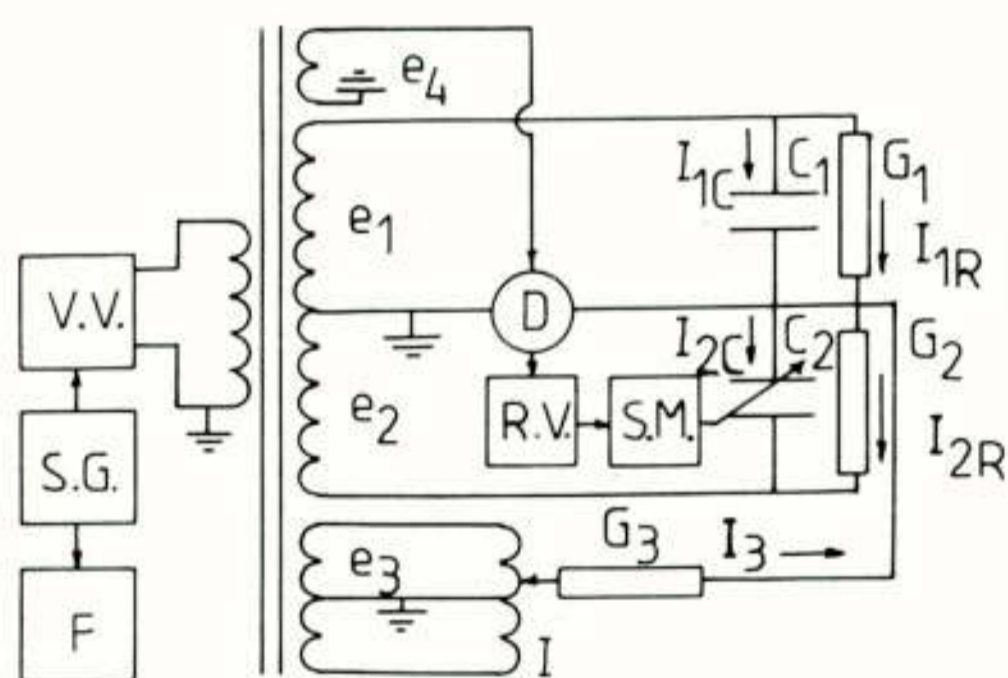 e4
I1C
C1
G1
e1
I1R
V.V.
D
I2C
C2
G2
e2
R.V.
S.M.
I2R
S.G.
G3
I3
e3
F
I